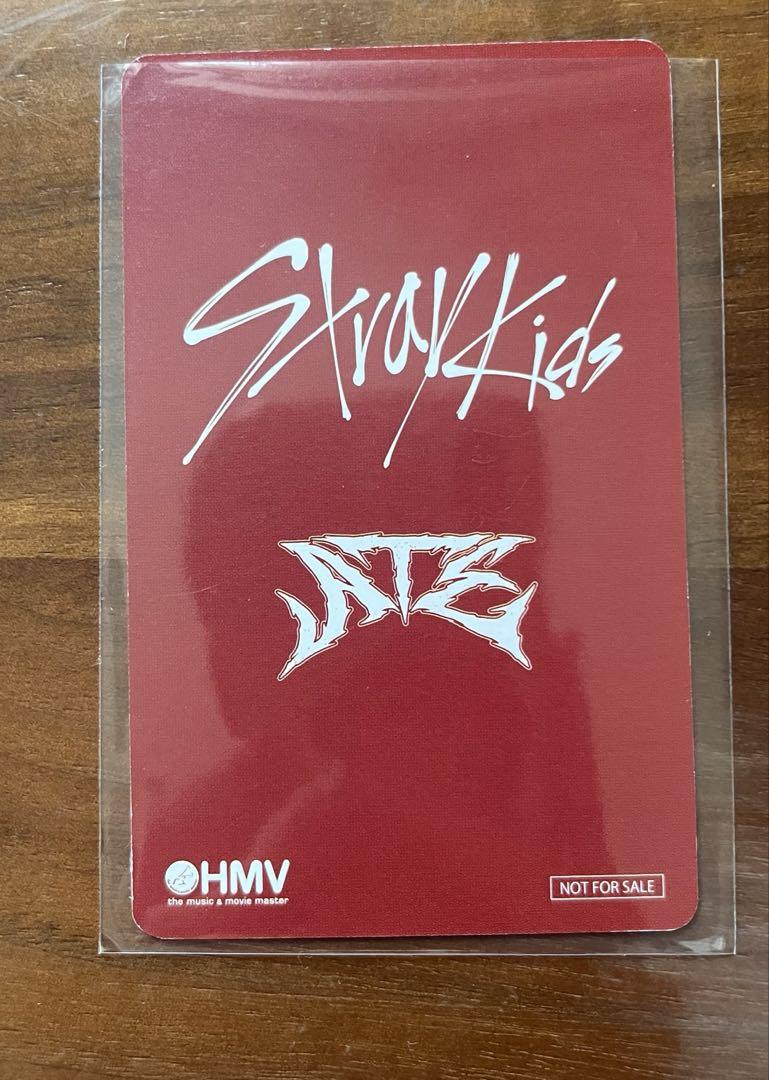 Stray Kids
ATE
HMV
the music & movie master
NOT FOR SALE